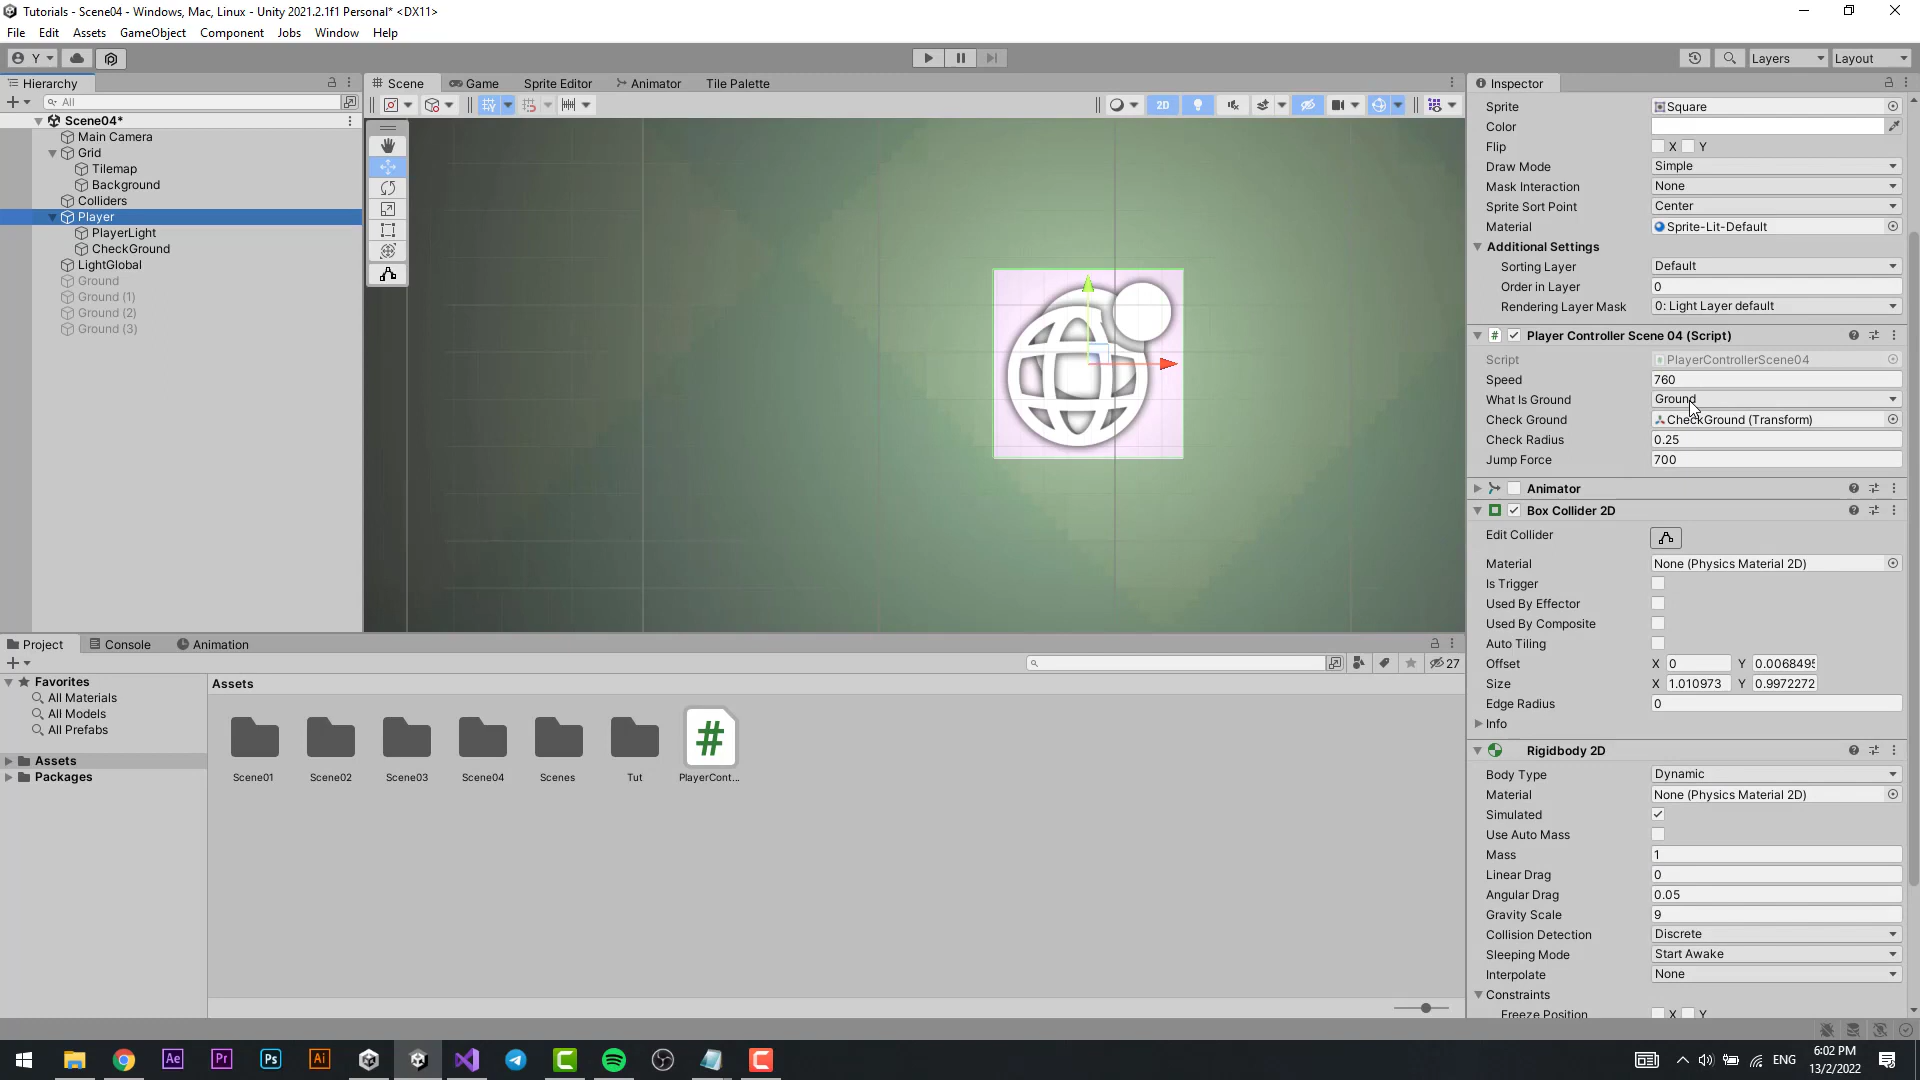 Tutorials - Scene04 - Windows, Mac, Linux - Unity 2021.2.1f1 Personal* <DX11>
File Edit Assets GameObject Component Jobs Window Help
Y Layers Layout
Hierarchy
All
Scene04*
Main Camera
Grid
Tilemap
Background
Colliders
Player
PlayerLight
CheckGround
LightGlobal
Ground
Ground (1)
Ground (2)
Ground (3)
Scene Game Sprite Editor Animator Tile Palette
2D
Inspector
Sprite Square
Color
Flip X Y
Draw Mode Simple
Mask Interaction None
Sprite Sort Point Center
Material Sprite-Lit-Default
Additional Settings
Sorting Layer Default
Order in Layer 0
Rendering Layer Mask 0: Light Layer default
# Player Controller Scene 04 (Script)
Script PlayerControllerScene04
Speed 760
What Is Ground Ground
Check Ground CheckGround (Transform)
Check Radius 0.25
Jump Force 700
Animator
Box Collider 2D
Edit Collider
Material None (Physics Material 2D)
Is Trigger
Used By Effector
Used By Composite
Auto Tiling
Offset X 0 Y 0.0068495
Size X 1.010973 Y 0.9972272
Edge Radius 0
Info
Rigidbody 2D
Body Type Dynamic
Material None (Physics Material 2D)
Simulated
Use Auto Mass
Mass 1
Linear Drag 0
Angular Drag 0.05
Gravity Scale 9
Collision Detection Discrete
Sleeping Mode Start Awake
Interpolate None
Constraints
Freeze Position X Y
Project Console Animation
27
Favorites
All Materials
All Models
All Prefabs
Assets
Packages
Assets
#
Scene01 Scene02 Scene03 Scene04 Scenes Tut PlayerCont...
Ae Pr Ps Ai
ENG
6:02 PM
13/2/2022